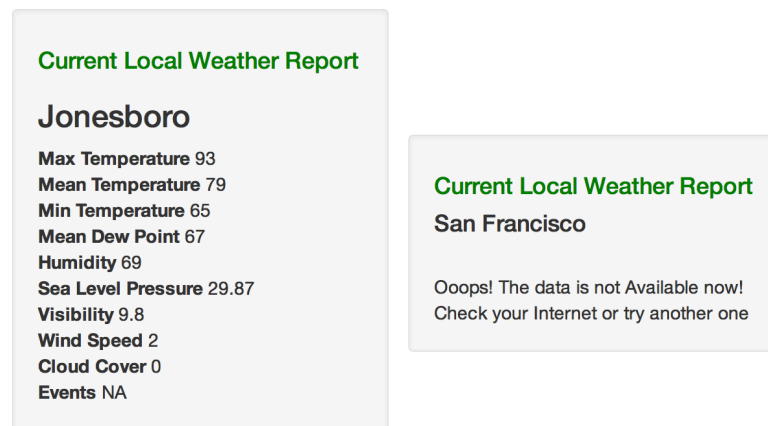 Current Local Weather Report
Jonesboro
Max Temperature 93
Mean Temperature 79
Min Temperature 65
Mean Dew Point 67
Humidity 69
Sea Level Pressure 29.87
Visibility 9.8
Wind Speed 2
Cloud Cover 0
Events NA
Current Local Weather Report
San Francisco
Ooops! The data is not Available now!
Check your Internet or try another one